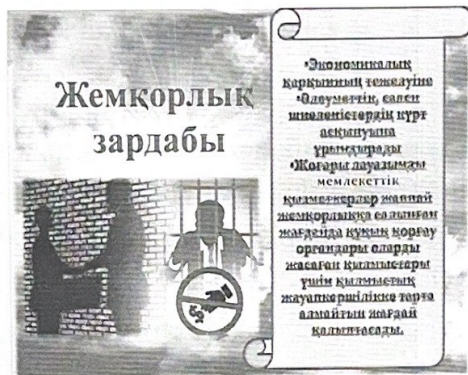 Жемқорлық
зардабы
•Экономикалық
қарқынның тежелуіне
•Әлеуметтік, саяси
шиеленістердің күрт
асқынуына
ұрындырады
•Жоғары лауазымды
мемлекеттік
қызметкерлер жаппай
жемқорлыққа салынған
жағдайда құқық қорғау
органдары оларды
жасаған қылмыстары
үшін қылмыстық
жауапкершілікке тарта
алмайтын жағдай
қалыптасады.